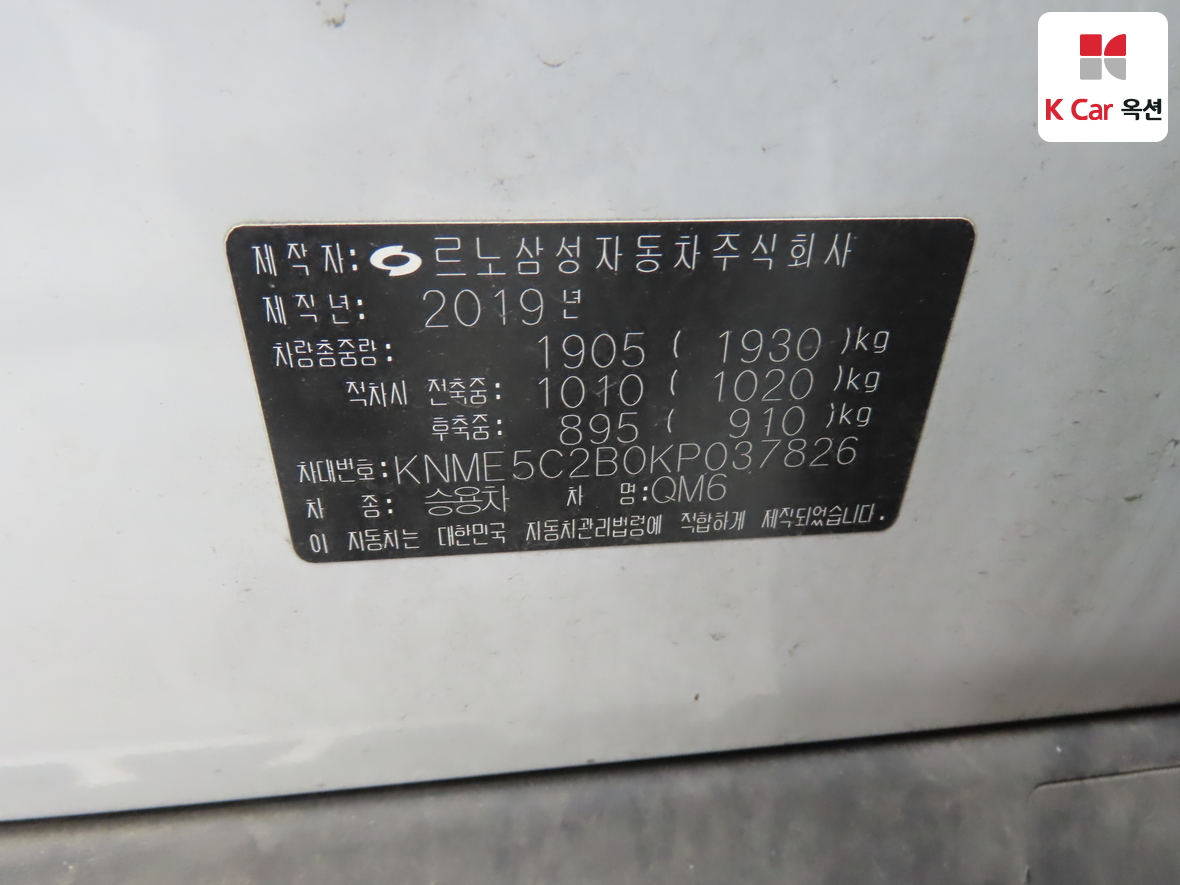 K Car 옥션
제작자: 르노삼성자동차주식회사
제작년: 2019년
차량총중량: 1905 ( 1930 )kg
적차시 전축중: 1010 ( 1020 )kg
후축중: 895 ( 910 )kg
차대번호: KNME5C2B0KP037826
차 종: 승용차 차 명: QM6
이 자동차는 대한민국 자동차관리법령에 적합하게 제작되었습니다.